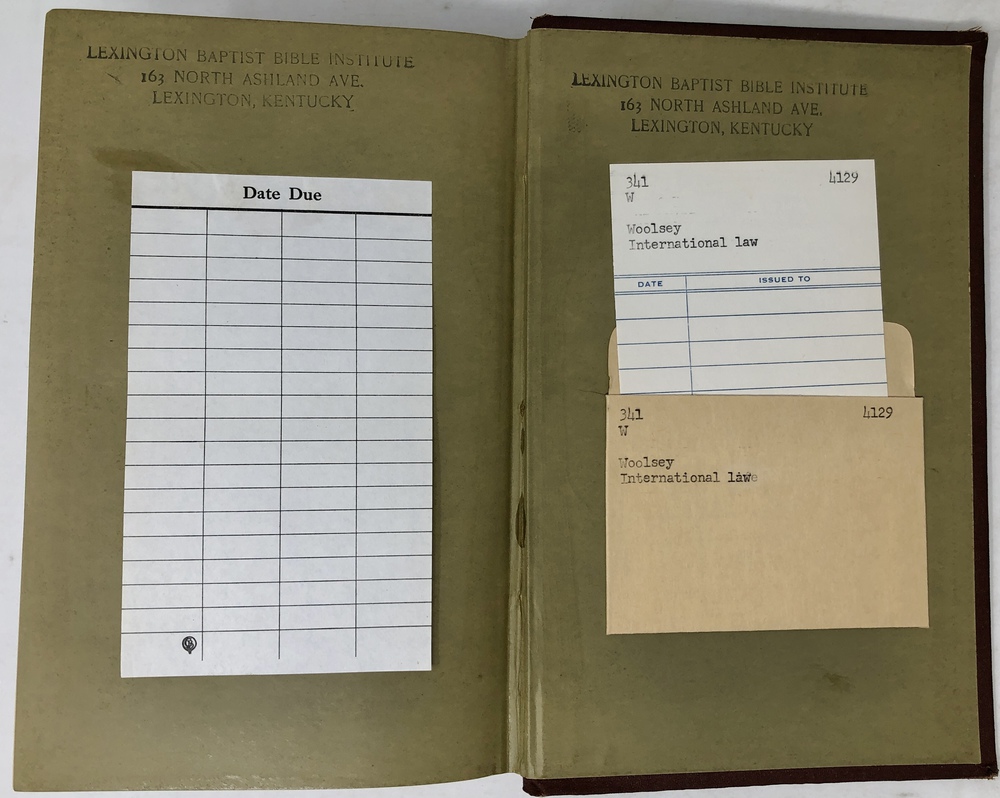 LEXINGTON BAPTIST BIBLE INSTITUTE
163 NORTH ASHLAND AVE.
LEXINGTON, KENTUCKY
Date Due
LEXINGTON BAPTIST BIBLE INSTITUTE
163 NORTH ASHLAND AVE.
LEXINGTON, KENTUCKY
341 4129
W
Woolsey
International law
DATE ISSUED TO
341 4129
W
Woolsey
International law